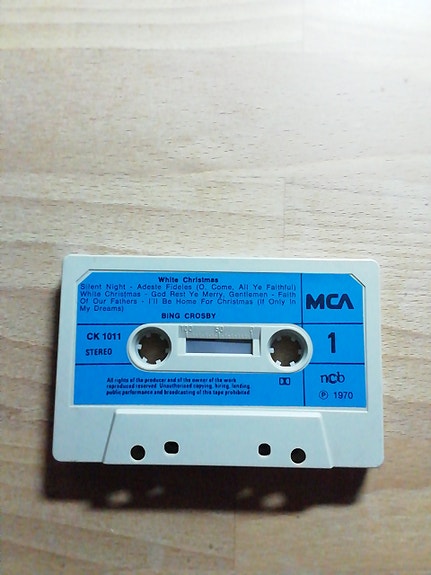 White Christmas
Silent Night - Adeste Fideles (O, Come, All Ye Faithful)
White Christmas - God Rest Ye Merry, Gentlemen - Faith
Of Our Fathers - I'll Be Home For Christmas (If Only In
My Dreams)
BING CROSBY
MCA
CK 1011
STEREO
1
All rights of the producer and of the owner of the work
reproduced reserved. Unauthorised copying, hiring, lending,
public performance and broadcasting of this tape prohibited
ncb
℗ 1970